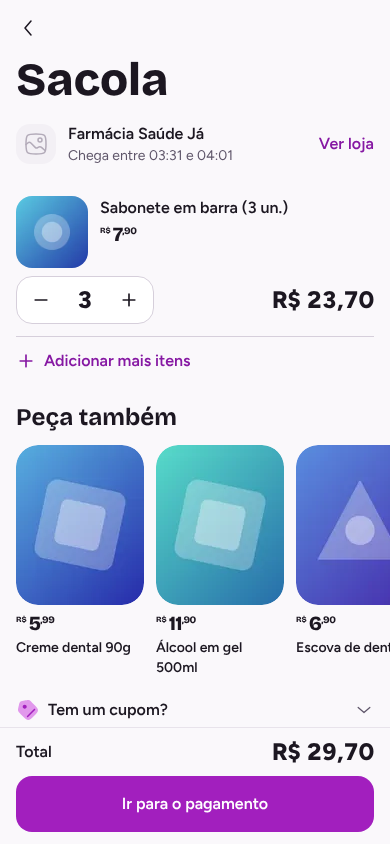 Sacola
Farmácia Saúde Já
Chega entre 03:31 e 04:01
Ver loja
Sabonete em barra (3 un.)
R$ 7,90
3
R$ 23,70
Adicionar mais itens
Peça também
R$ 5,99
Creme dental 90g
R$ 11,90
Álcool em gel
500ml
R$ 6,90
Escova de dent
Tem um cupom?
Total
R$ 29,70
Ir para o pagamento